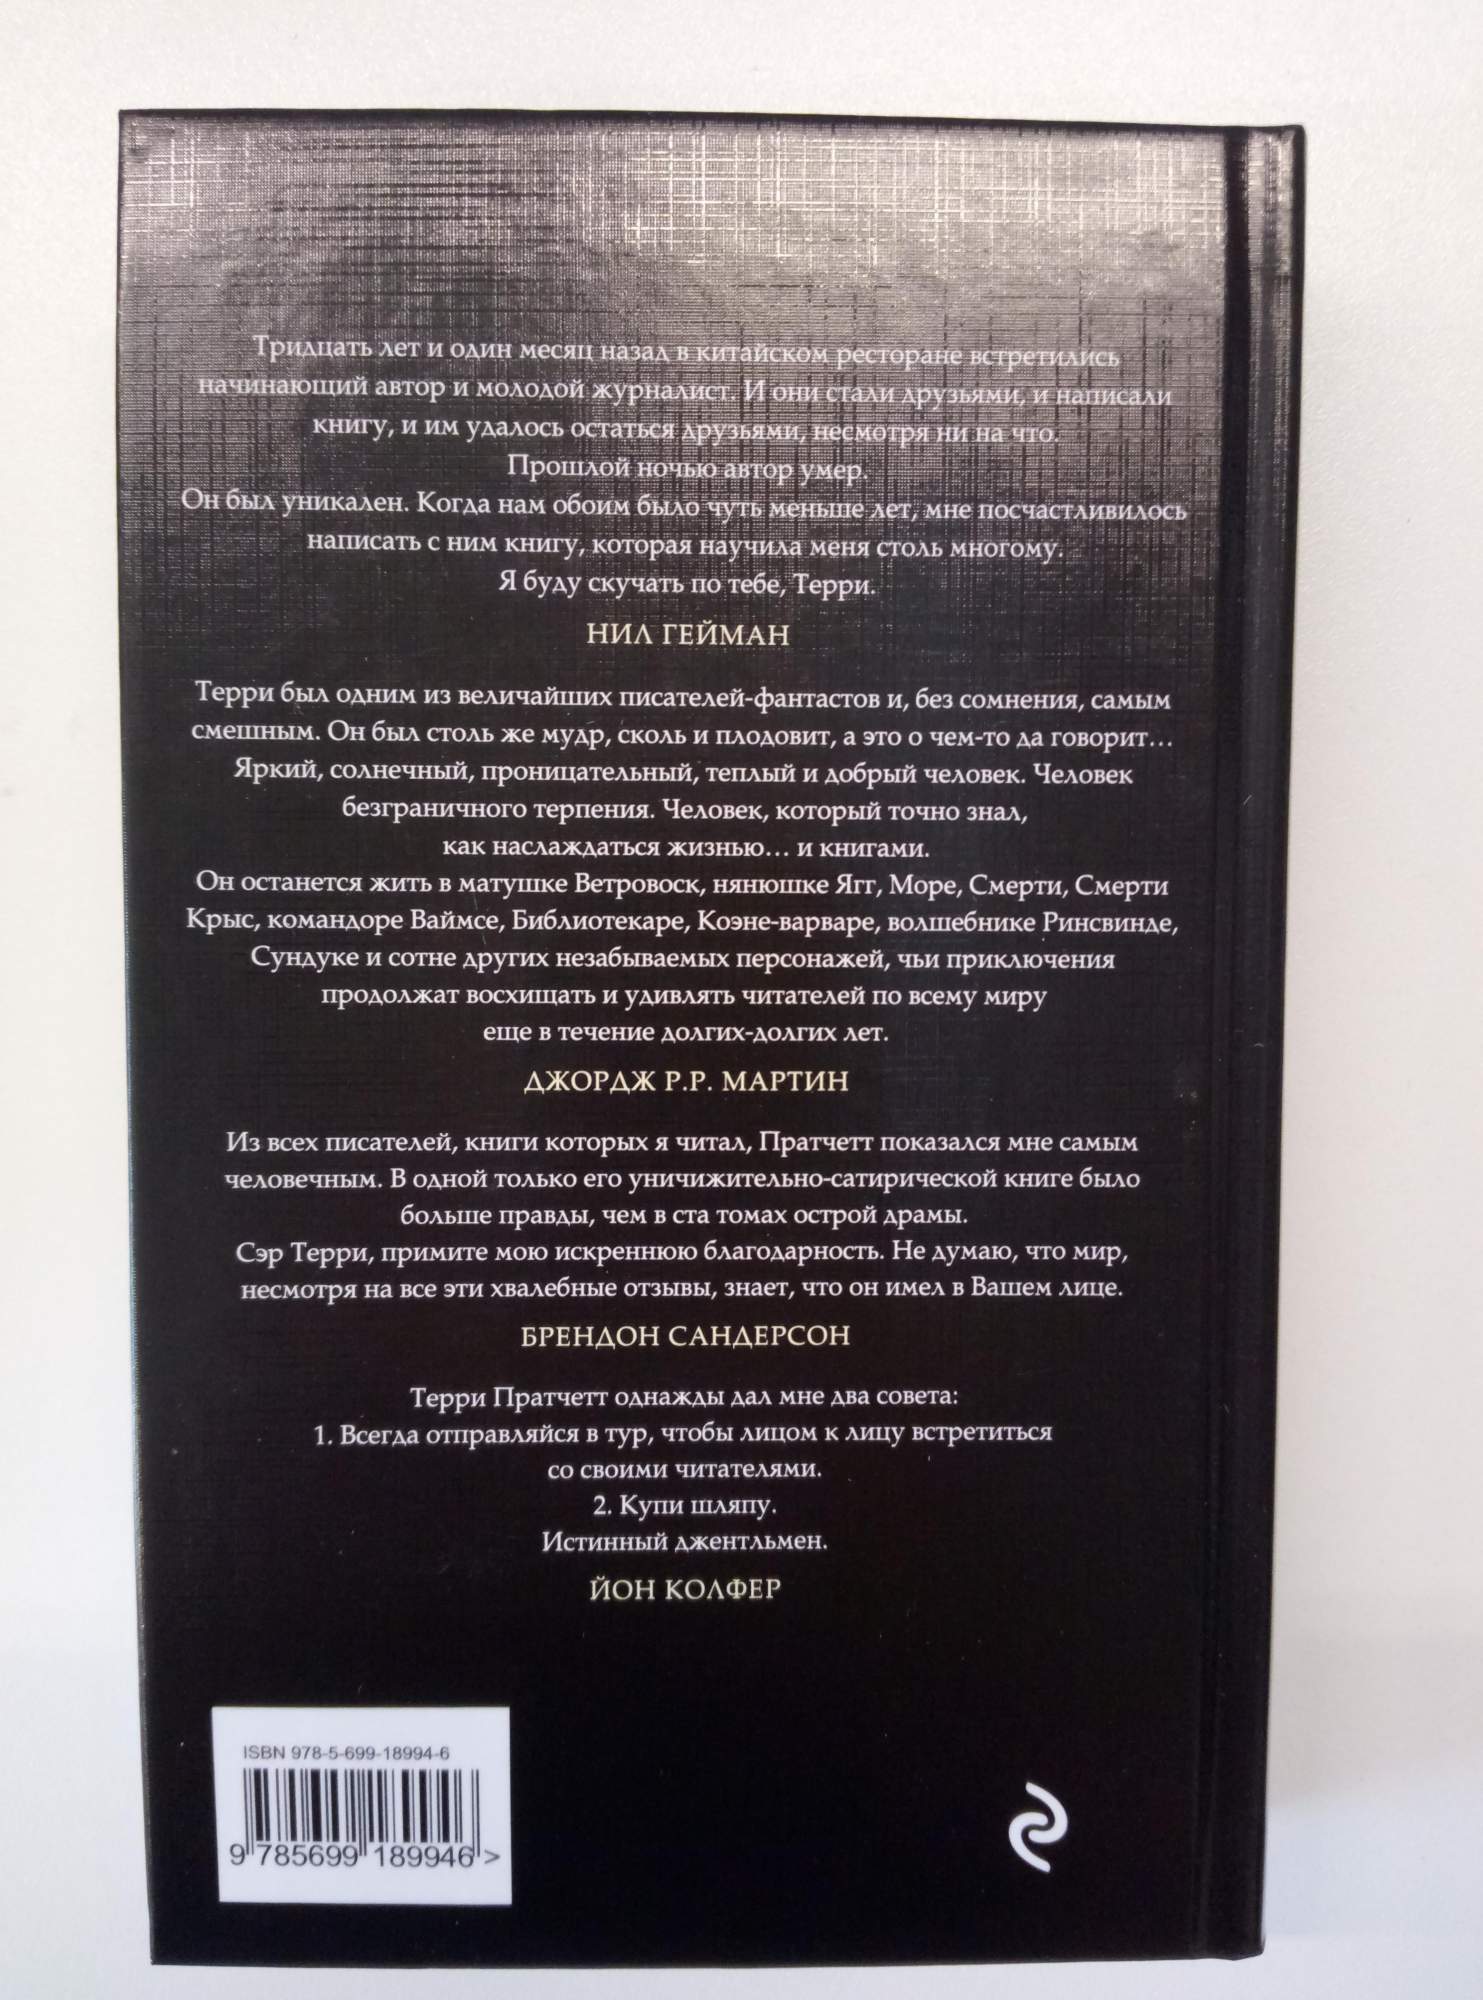 Тридцать лет и один месяц назад в китайском ресторане встретились
начинающий автор и молодой журналист. И они стали друзьями, и написали
книгу, и им удалось остаться друзьями, несмотря ни на что.
Прошлой ночью автор умер.
Он был уникален. Когда нам обоим было чуть меньше лет, мне посчастливилось
написать с ним книгу, которая научила меня столь многому.
Я буду скучать по тебе, Терри.
НИЛ ГЕЙМАН
Терри был одним из величайших писателей-фантастов и, без сомнения, самым
смешным. Он был столь же мудр, сколь и плодовит, а это о чем-то да говорит…
Яркий, солнечный, проницательный, теплый и добрый человек. Человек
безграничного терпения. Человек, который точно знал,
как наслаждаться жизнью… и книгами.
Он останется жить в матушке Ветровоск, нянюшке Ягг, Море, Смерти, Смерти
Крыс, командоре Ваймсе, Библиотекаре, Коэне-варваре, волшебнике Ринсвинде,
Сундуке и сотне других незабываемых персонажей, чьи приключения
продолжат восхищать и удивлять читателей по всему миру
еще в течение долгих-долгих лет.
ДЖОРДЖ Р.Р. МАРТИН
Из всех писателей, книги которых я читал, Пратчетт показался мне самым
человечным. В одной только его уничижительно-сатирической книге было
больше правды, чем в ста томах острой драмы.
Сэр Терри, примите мою искреннюю благодарность. Не думаю, что мир,
несмотря на все эти хвалебные отзывы, знает, что он имел в Вашем лице.
БРЕНДОН САНДЕРСОН
Терри Пратчетт однажды дал мне два совета:
1. Всегда отправляйся в тур, чтобы лицом к лицу встретиться
со своими читателями.
2. Купи шляпу.
Истинный джентльмен.
ЙОН КОЛФЕР
ISBN 978-5-699-18994-6
9 785699 189946 >